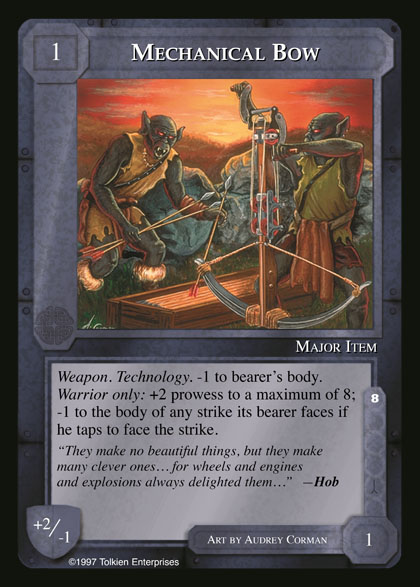 1
MECHANICAL BOW
MAJOR ITEM
Weapon. Technology. -1 to bearer's body.
Warrior only: +2 prowess to a maximum of 8;
-1 to the body of any strike its bearer faces if
he taps to face the strike.
“They make no beautiful things, but they make
many clever ones… for wheels and engines
and explosions always delighted them…” —Hob
8
+2/
-1
ART BY AUDREY CORMAN
1
©1997 Tolkien Enterprises